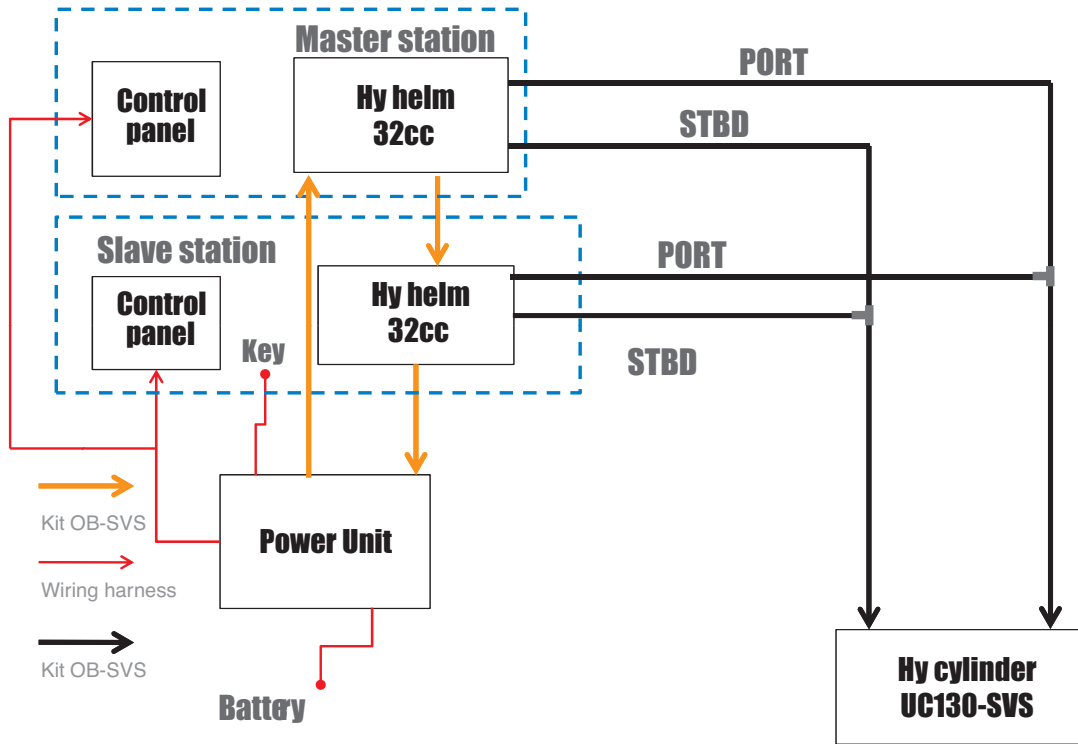 Master station
Control
panel
Hy helm
32cc
PORT
STBD
Slave station
Control
panel
Hy helm
32cc
PORT
STBD
Key
Kit OB-SVS
Power Unit
Wiring harness
Kit OB-SVS
Battery
Hy cylinder
UC130-SVS